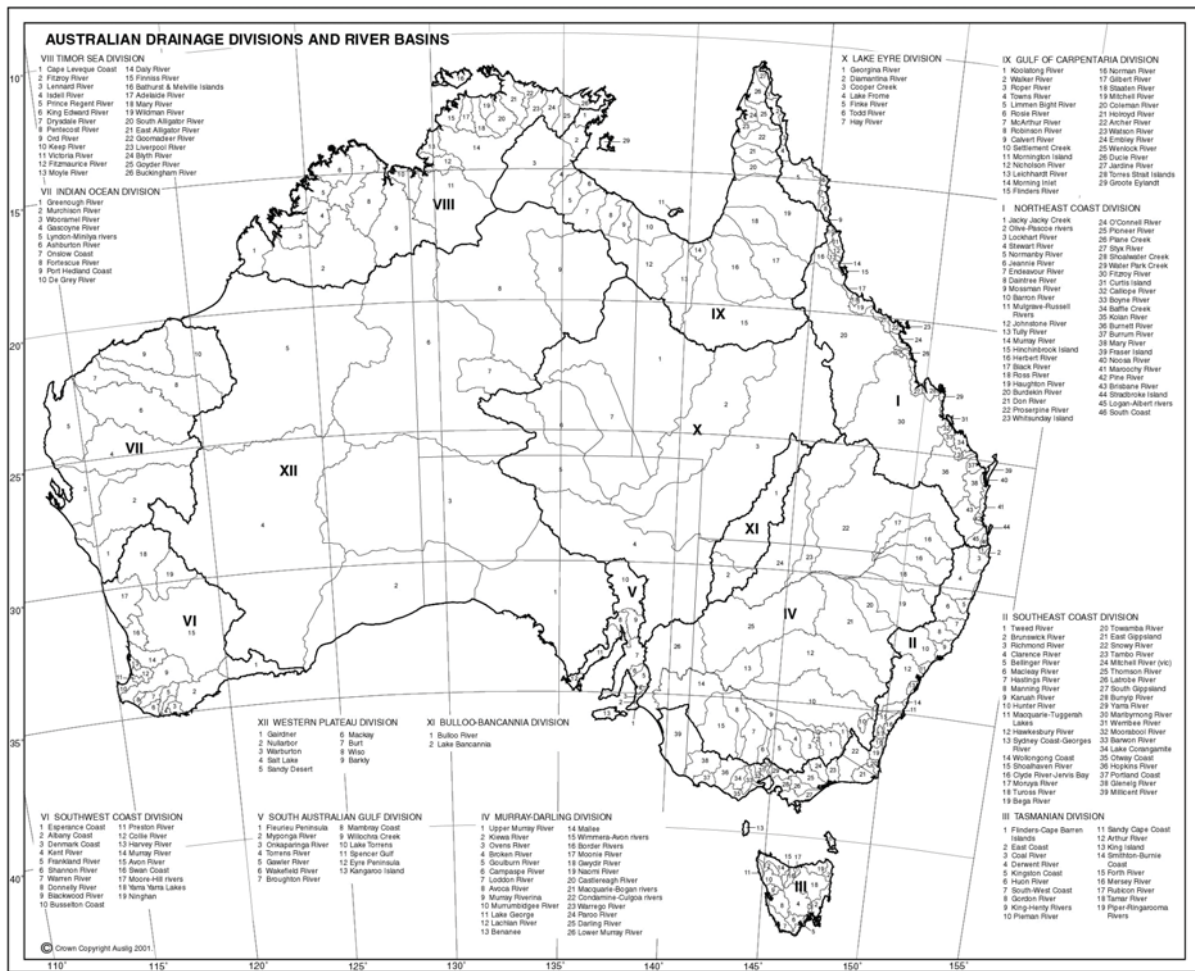 AUSTRALIAN DRAINAGE DIVISIONS AND RIVER BASINS
VIII TIMOR SEA DIVISION
1 Cape Leveque Coast
2 Fitzroy River
3 Lennard River
4 Isdell River
5 Prince Regent River
6 King Edward River
7 Drysdale River
8 Pentecost River
9 Ord River
10 Keep River
11 Victoria River
12 Fitzmaurice River
13 Moyle River
14 Daly River
15 Finniss River
16 Bathurst & Melville Islands
17 Adelaide River
18 Mary River
19 Wildman River
20 South Alligator River
21 East Alligator River
22 Goomadeer River
23 Liverpool River
24 Blyth River
25 Goyder River
26 Buckingham River
VII INDIAN OCEAN DIVISION
1 Greenough River
2 Murchison River
3 Wooramel River
4 Gascoyne River
5 Lyndon-Minilya rivers
6 Ashburton River
7 Onslow Coast
8 Fortescue River
9 Port Hedland Coast
10 De Grey River
X LAKE EYRE DIVISION
1 Georgina River
2 Diamantina River
3 Cooper Creek
4 Lake Frome
5 Finke River
6 Todd River
7 Hay River
IX GULF OF CARPENTARIA DIVISION
1 Koolatong River
2 Walker River
3 Roper River
4 Towns River
5 Limmen Bight River
6 Rosie River
7 McArthur River
8 Robinson River
9 Calvert River
10 Settlement Creek
11 Mornington Island
12 Nicholson River
13 Leichhardt River
14 Morning Inlet
15 Flinders River
16 Norman River
17 Gilbert River
18 Staaten River
19 Mitchell River
20 Coleman River
21 Holroyd River
22 Archer River
23 Watson River
24 Embley River
25 Wenlock River
26 Ducie River
27 Jardine River
28 Torres Strait Islands
29 Groote Eylandt
I NORTHEAST COAST DIVISION
1 Jacky Jacky Creek
2 Olive-Pascoe rivers
3 Lockhart River
4 Stewart River
5 Normanby River
6 Jeannie River
7 Endeavour River
8 Daintree River
9 Mossman River
10 Barron River
11 Mulgrave-Russell
Rivers
12 Johnstone River
13 Tully River
14 Murray River
15 Hinchinbrook Island
16 Herbert River
17 Black River
18 Ross River
19 Haughton River
20 Burdekin River
21 Don River
22 Proserpine River
23 Whitsunday Island
24 O'Connell River
25 Pioneer River
26 Plane Creek
27 Styx River
28 Shoalwater Creek
29 Water Park Creek
30 Fitzroy River
31 Curtis Island
32 Calliope River
33 Boyne River
34 Baffle Creek
35 Kolan River
36 Burnett River
37 Burrum River
38 Mary River
39 Fraser Island
40 Noosa River
41 Maroochy River
42 Pine River
43 Brisbane River
44 Stradbroke Island
45 Logan-Albert rivers
46 South Coast
II SOUTHEAST COAST DIVISION
1 Tweed River
2 Brunswick River
3 Richmond River
4 Clarence River
5 Bellinger River
6 Macleay River
7 Hastings River
8 Manning River
9 Karuah River
10 Hunter River
11 Macquarie-Tuggerah
Lakes
12 Hawkesbury River
13 Sydney Coast-Georges
River
14 Wollongong Coast
15 Shoalhaven River
16 Clyde River-Jervis Bay
17 Moruya River
18 Tuross River
19 Bega River
20 Towamba River
21 East Gippsland
22 Snowy River
23 Tambo River
24 Mitchell River (vic)
25 Thomson River
26 Latrobe River
27 South Gippsland
28 Bunyip River
29 Yarra River
30 Maribyrnong River
31 Werribee River
32 Moorabool River
33 Barwon River
34 Lake Corangamite
35 Otway Coast
36 Hopkins River
37 Portland Coast
38 Glenelg River
39 Millicent River
III TASMANIAN DIVISION
1 Flinders-Cape Barren
Islands
2 East Coast
3 Coal River
4 Derwent River
5 Kingston Coast
6 Huon River
7 South-West Coast
8 Gordon River
9 King-Henty Rivers
10 Pieman River
11 Sandy Cape Coast
12 Arthur River
13 King Island
14 Smithton-Burnie
Coast
15 Forth River
16 Mersey River
17 Rubicon River
18 Tamar River
19 Piper-Ringarooma
Rivers
XII WESTERN PLATEAU DIVISION
1 Gairdner
2 Nullarbor
3 Warburton
4 Salt Lake
5 Sandy Desert
6 Mackay
7 Burt
8 Wiso
9 Barkly
XI BULLOO-BANCANNIA DIVISION
1 Bulloo River
2 Lake Bancannia
VI SOUTHWEST COAST DIVISION
1 Esperance Coast
2 Albany Coast
3 Denmark Coast
4 Kent River
5 Frankland River
6 Shannon River
7 Warren River
8 Donnelly River
9 Blackwood River
10 Busselton Coast
11 Preston River
12 Collie River
13 Harvey River
14 Murray River
15 Avon River
16 Swan Coast
17 Moore-Hill rivers
18 Yarra Yarra Lakes
19 Ninghan
V SOUTH AUSTRALIAN GULF DIVISION
1 Fleurieu Peninsula
2 Myponga River
3 Onkaparinga River
4 Torrens River
5 Gawler River
6 Wakefield River
7 Broughton River
8 Mambray Coast
9 Willochra Creek
10 Lake Torrens
11 Spencer Gulf
12 Eyre Peninsula
13 Kangaroo Island
IV MURRAY-DARLING DIVISION
1 Upper Murray River
2 Kiewa River
3 Ovens River
4 Broken River
5 Goulburn River
6 Campaspe River
7 Loddon River
8 Avoca River
9 Murray Riverina
10 Murrumbidgee River
11 Lake George
12 Lachlan River
13 Benanee
14 Mallee
15 Wimmera-Avon rivers
16 Border Rivers
17 Moonie River
18 Gwydir River
19 Namoi River
20 Castlereagh River
21 Macquarie-Bogan rivers
22 Condamine-Culgoa rivers
23 Warrego River
24 Paroo River
25 Darling River
26 Lower Murray River
VIII
IX
I
X
VII
XII
XI
V
VI
IV
II
III
10°
15°
20°
25°
30°
35°
40°
© Crown Copyright Auslig 2001.
110° 115° 120° 125° 130° 135° 140° 145° 150° 155°